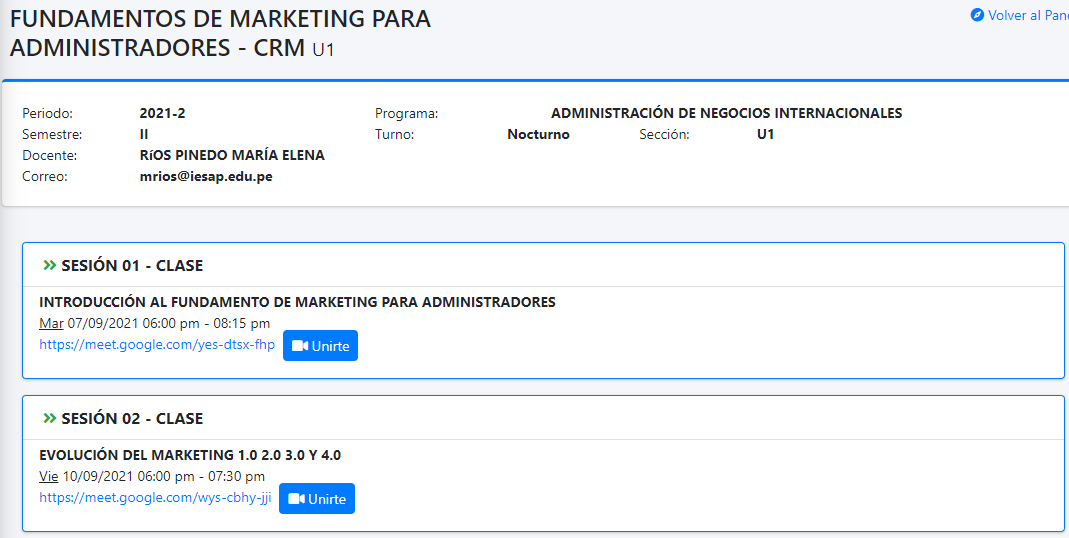 FUNDAMENTOS DE MARKETING PARA
ADMINISTRADORES - CRM U1
Volver al
Periodo: 2021-2 Programa: ADMINISTRACIÓN DE NEGOCIOS INTERNACIONALES
Semestre: II Turno: Nocturno Sección: U1
Docente: RíOS PINEDO MARÍA ELENA
Correo: mrios@iesap.edu.pe
SESIÓN 01 - CLASE
INTRODUCCIÓN AL FUNDAMENTO DE MARKETING PARA ADMINISTRADORES
Mar 07/09/2021 06:00 pm - 08:15 pm
https://meet.google.com/yes-dtsx-fhp Unirte
SESIÓN 02 - CLASE
EVOLUCIÓN DEL MARKETING 1.0 2.0 3.0 Y 4.0
Vie 10/09/2021 06:00 pm - 07:30 pm
https://meet.google.com/wys-cbhy-jji Unirte